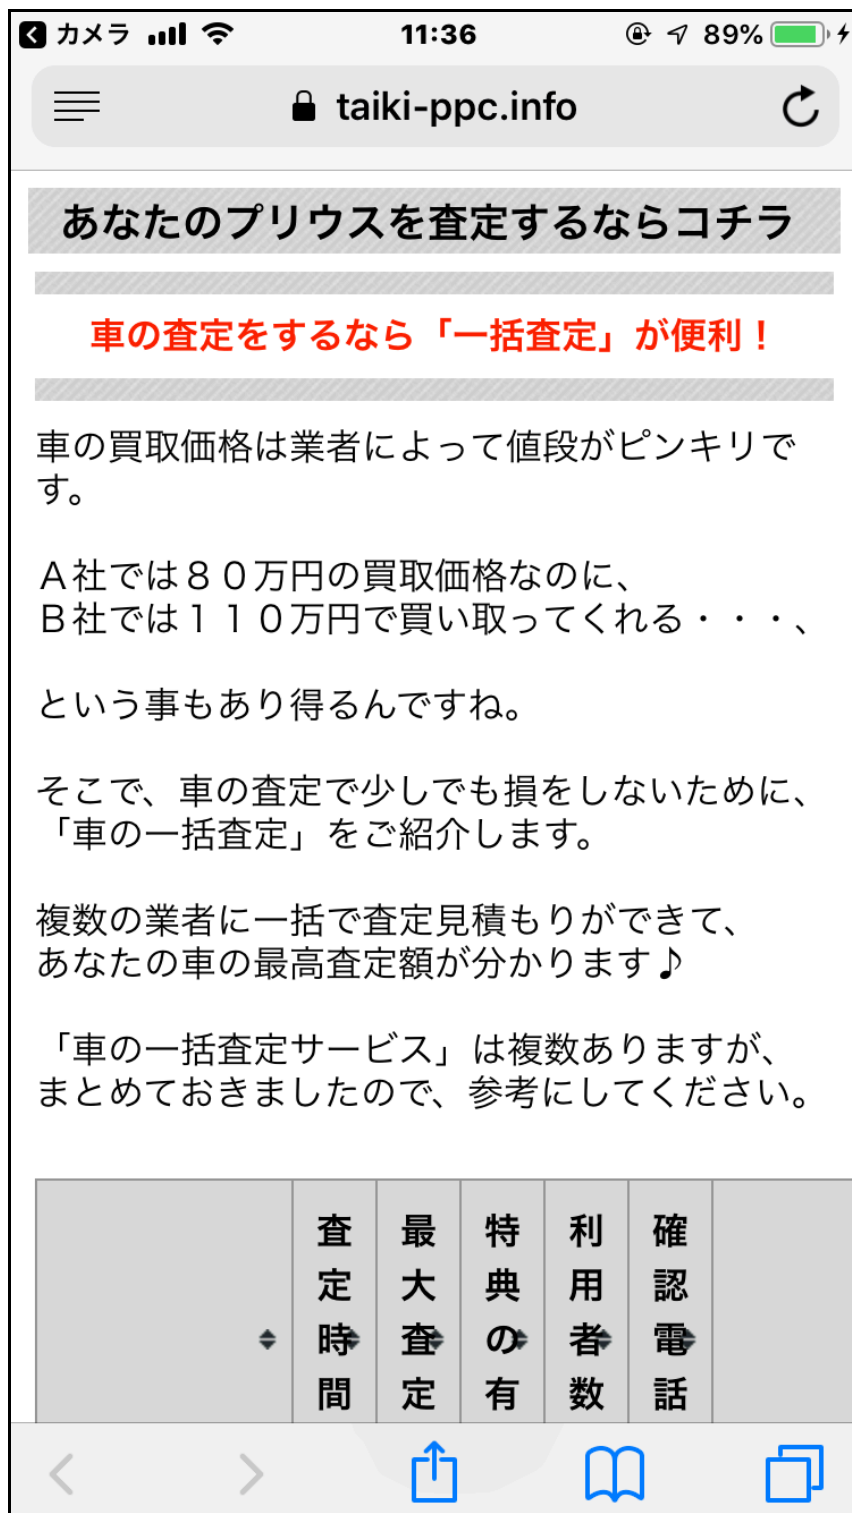 カメラ 11:36 89%
taiki-ppc.info
あなたのプリウスを査定するならコチラ
車の査定をするなら「一括査定」が便利！
車の買取価格は業者によって値段がピンキリで
す。
Ａ社では８０万円の買取価格なのに、
Ｂ社では１１０万円で買い取ってくれる・・・、
という事もあり得るんですね。
そこで、車の査定で少しでも損をしないために、
「車の一括査定」をご紹介します。
複数の業者に一括で査定見積もりができて、
あなたの車の最高査定額が分かります♪
「車の一括査定サービス」は複数ありますが、
まとめておきましたので、参考にしてください。
査定時間
最大査定
特典の有
利用者数
確認電話